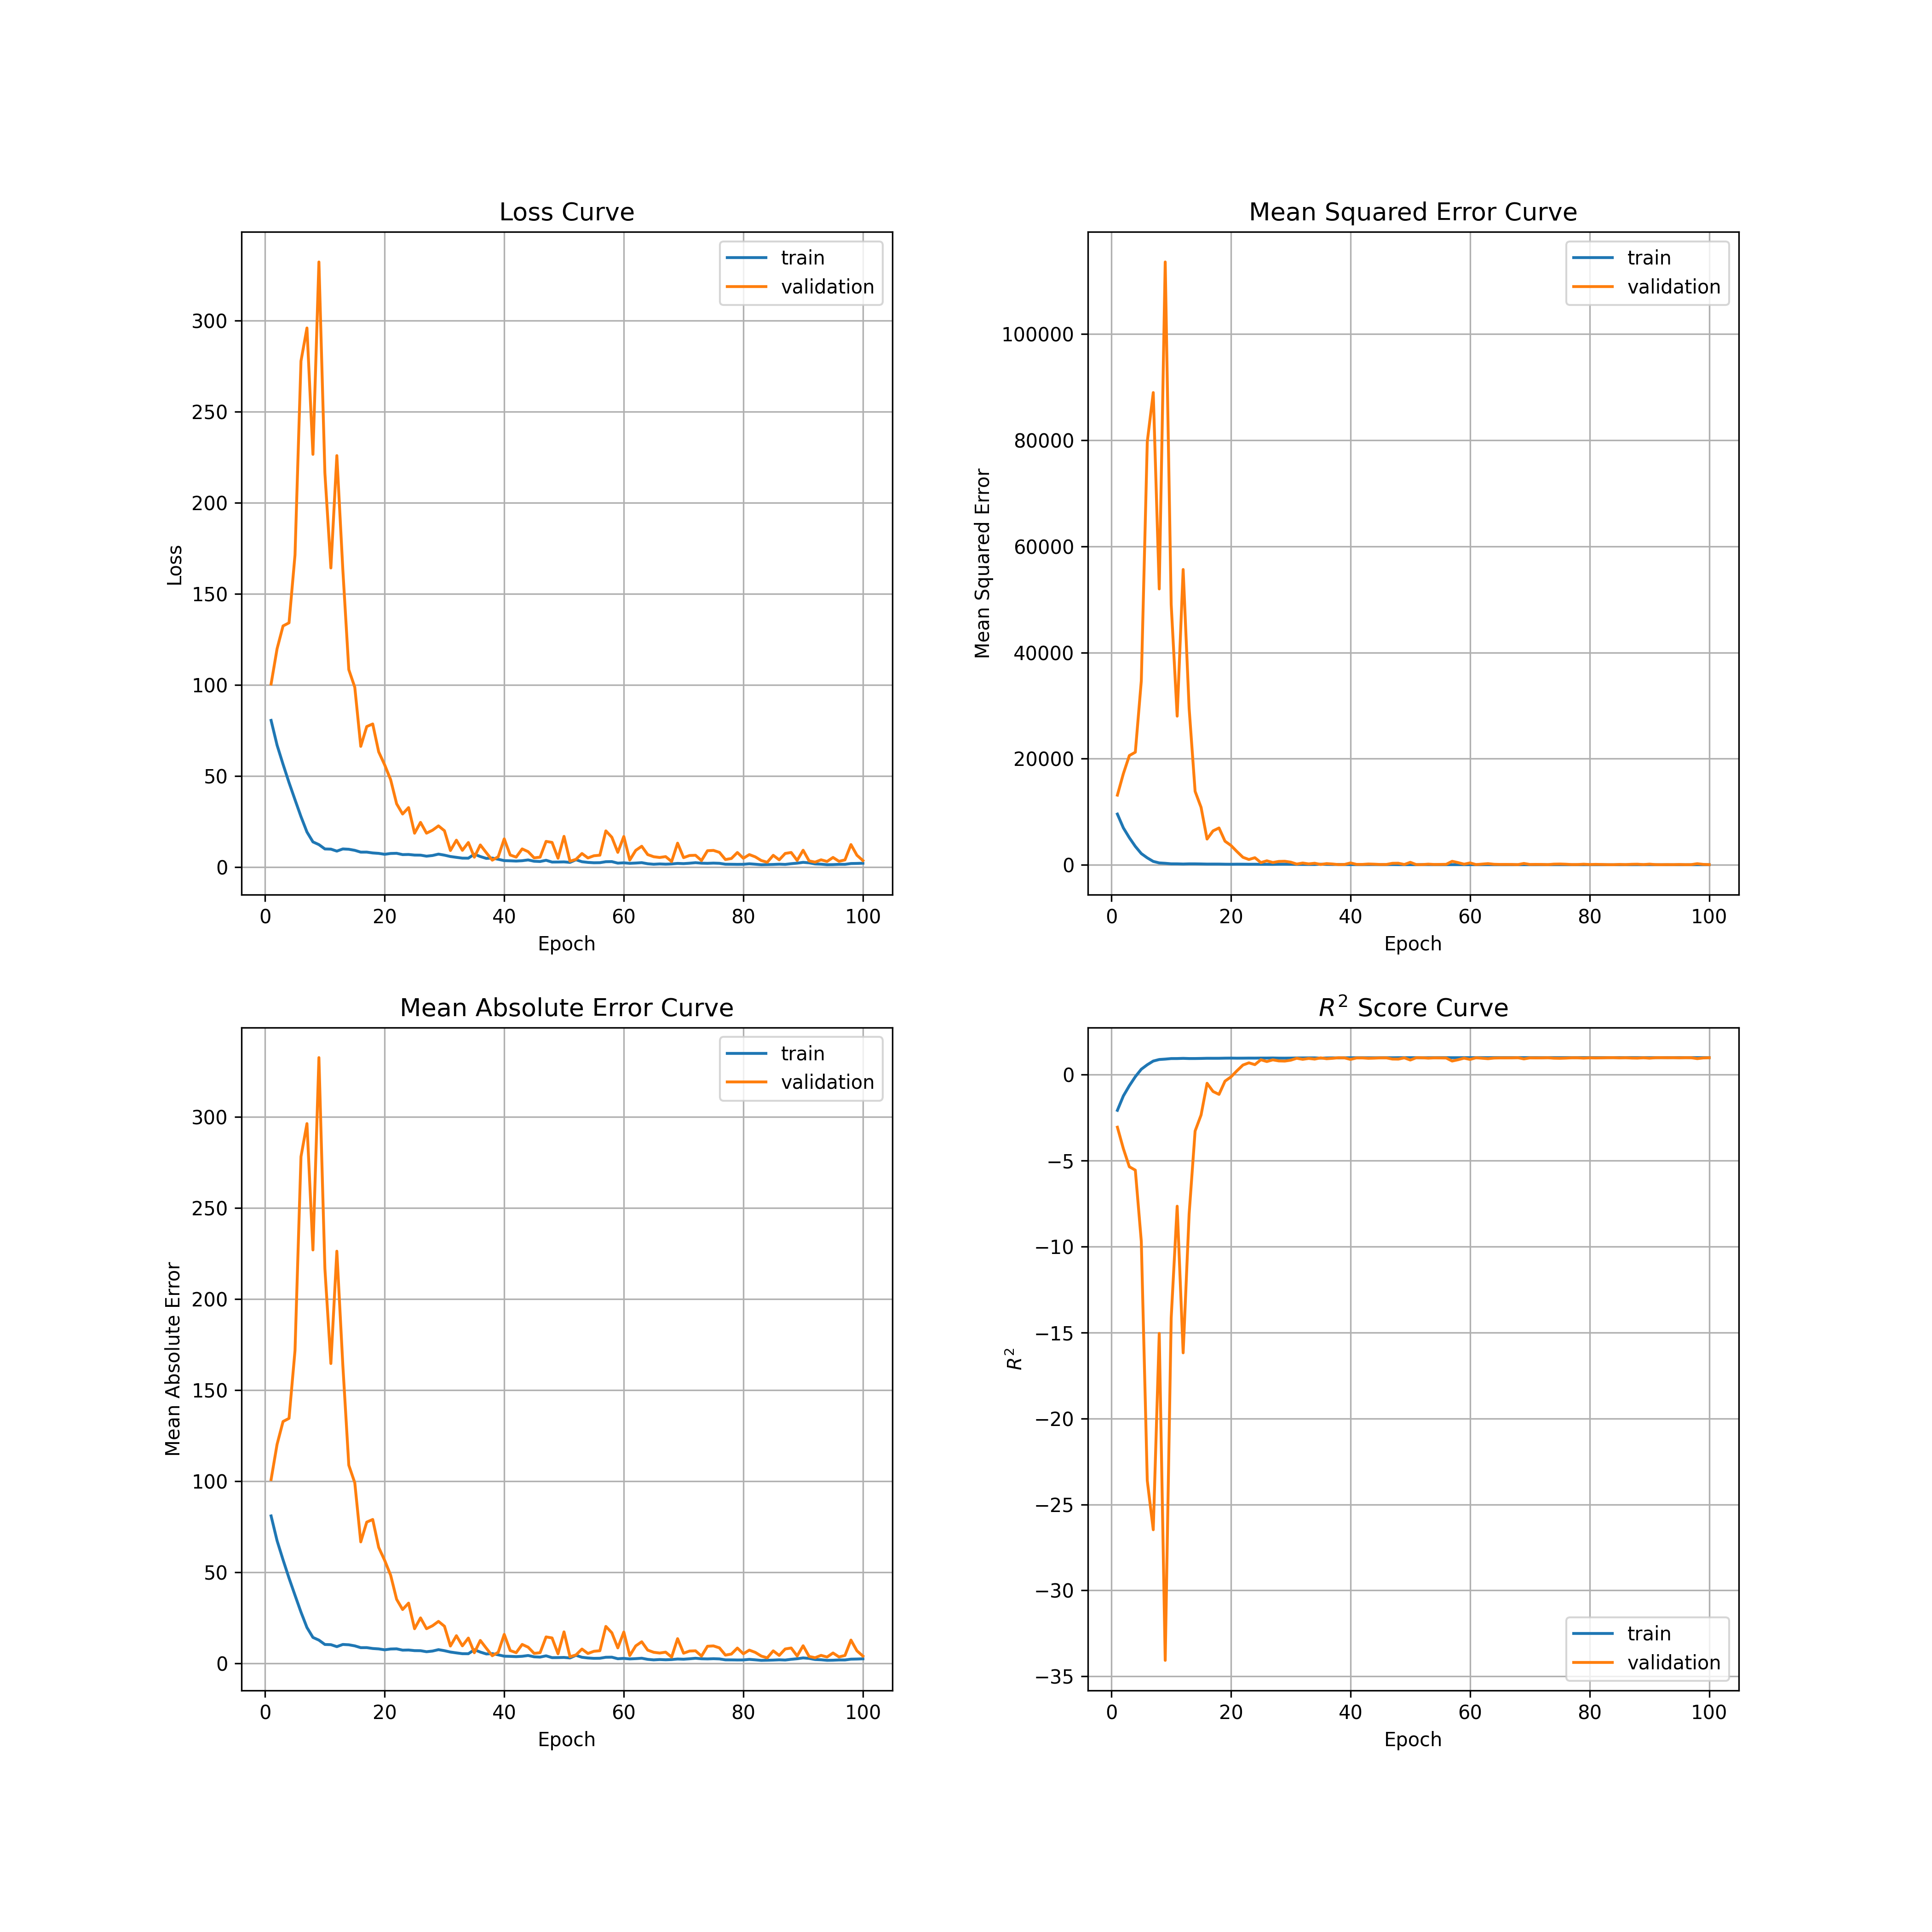 Loss Curve
train
validation
300
250
200
150
100
50
0
Loss
0 20 40 60 80 100
Epoch
Mean Squared Error Curve
train
validation
100000
80000
60000
40000
20000
0
Mean Squared Error
0 20 40 60 80 100
Epoch
Mean Absolute Error Curve
train
validation
300
250
200
150
100
50
0
Mean Absolute Error
0 20 40 60 80 100
Epoch
R² Score Curve
0
−5
−10
−15
−20
−25
−30
−35
R²
train
validation
0 20 40 60 80 100
Epoch